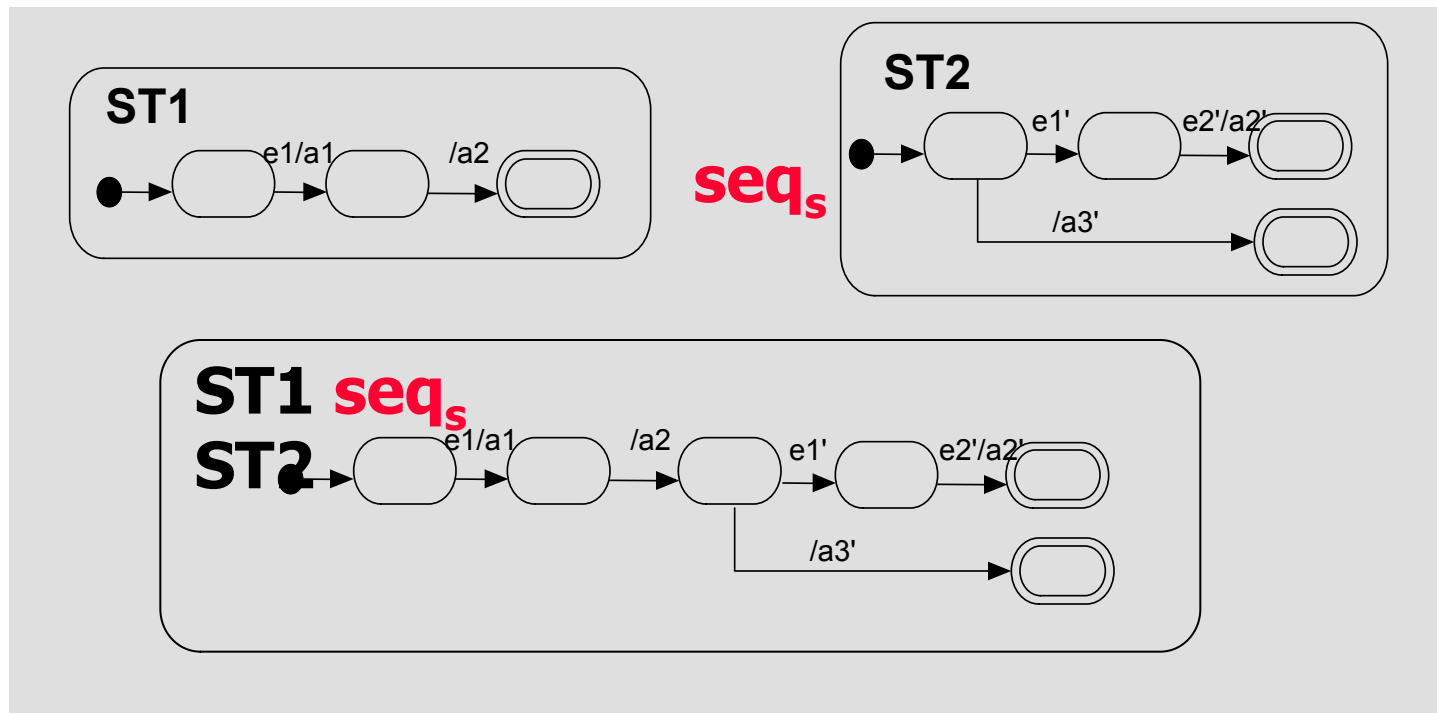 ST1
e1/a1
/a2
seqs
ST2
e1'
e2'/a2'
/a3'
ST1 seqs
ST2
e1/a1
/a2
e1'
e2'/a2'
/a3'